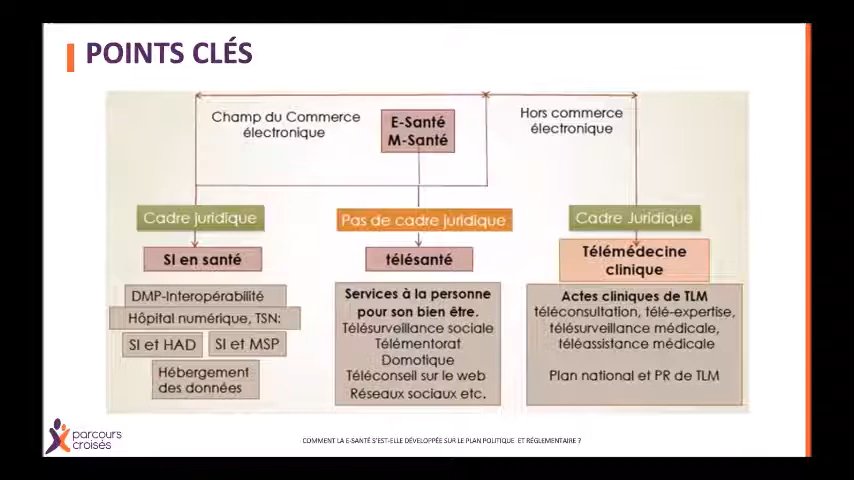 POINTS CLÉS
Champ du Commerce
électronique
E-Santé
M-Santé
Hors commerce
électronique
Cadre juridique
Pas de cadre juridique
Cadre Juridique
SI en santé
télésanté
Télémédecine
clinique
DMP-Interopérabilité
Hôpital numérique, TSN:
SI et HAD
SI et MSP
Hébergement
des données
Services à la personne
pour son bien être.
Télésurveillance sociale
Télémentorat
Domotique
Téléconseil sur le web
Réseaux sociaux etc.
Actes cliniques de TLM
téléconsultation, télé-expertise,
télésurveillance médicale,
téléassistance médicale
Plan national et PR de TLM
parcours
croisés
COMMENT LA E-SANTÉ S'EST-ELLE DÉVELOPPÉE SUR LE PLAN POLITIQUE ET RÉGLEMENTAIRE ?